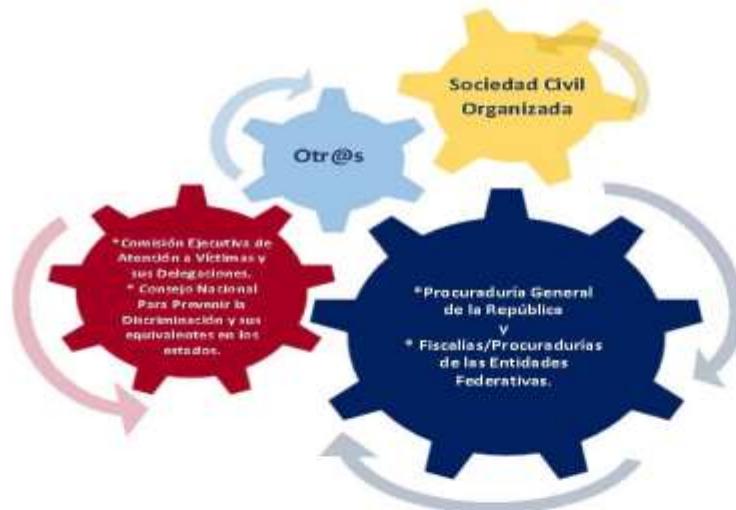 Sociedad Civil
Organizada
Otr@s
*Comisión Ejecutiva de
Atención a Víctimas y
sus Delegaciones.
* Consejo Nacional
Para Prevenir la
Discriminación y sus
equivalentes en los
estados.
*Procuraduría General
de la República
y
* Fiscalías/Procuradurías
de las Entidades
Federativas.